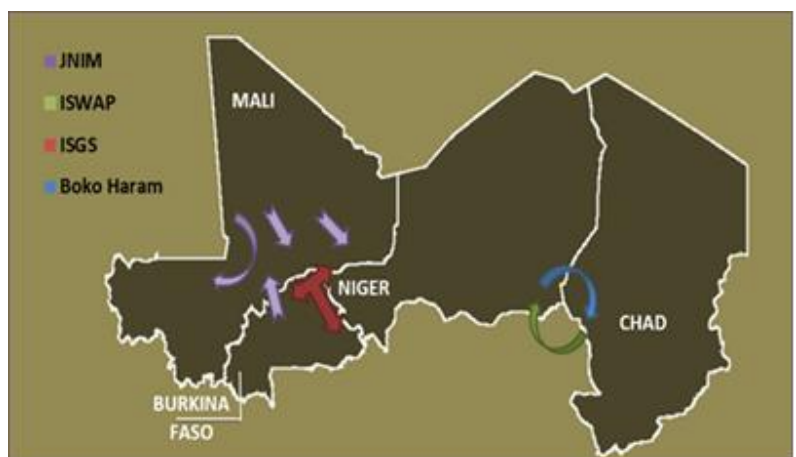 JNIM
ISWAP
ISGS
Boko Haram
MALI
NIGER
CHAD
BURKINA
FASO